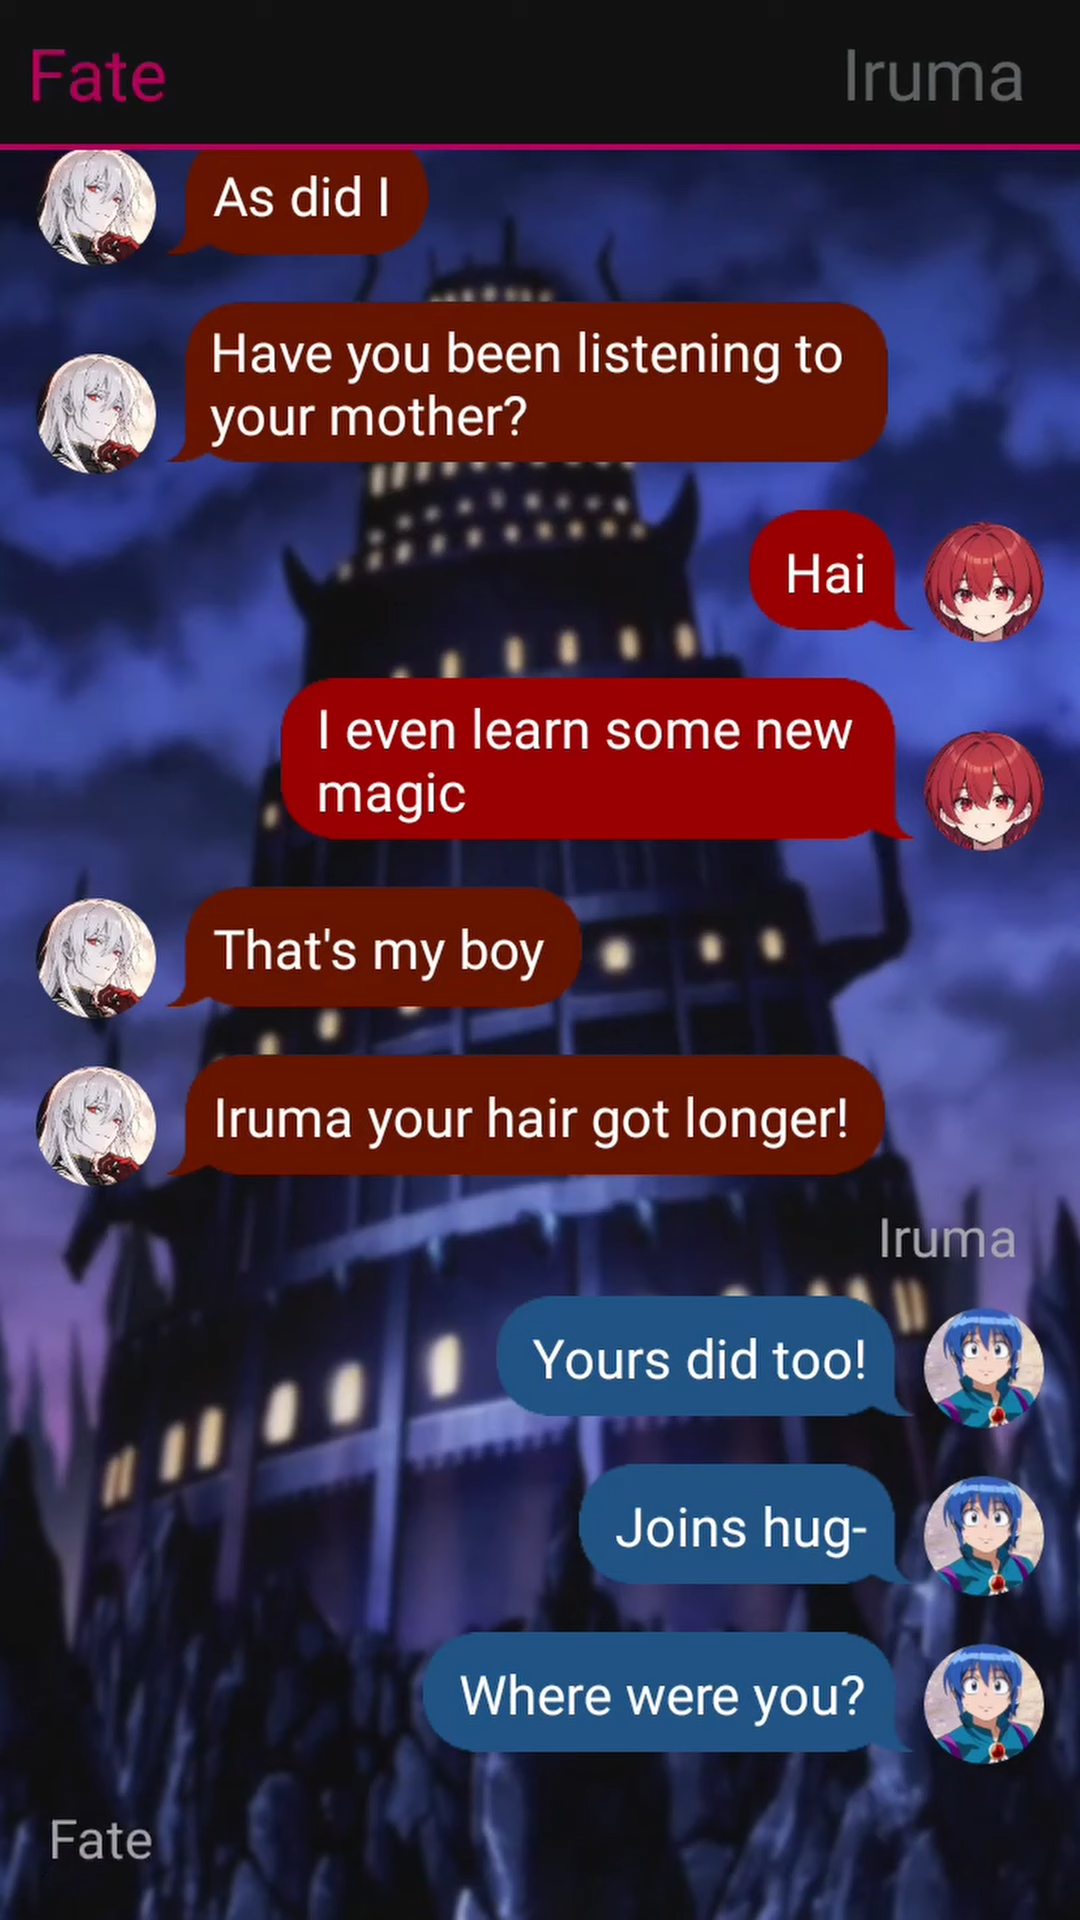 Fate
Iruma
As did I
Have you been listening to
your mother?
Hai
I even learn some new
magic
That's my boy
Iruma your hair got longer!
Iruma
Yours did too!
Joins hug-
Where were you?
Fate